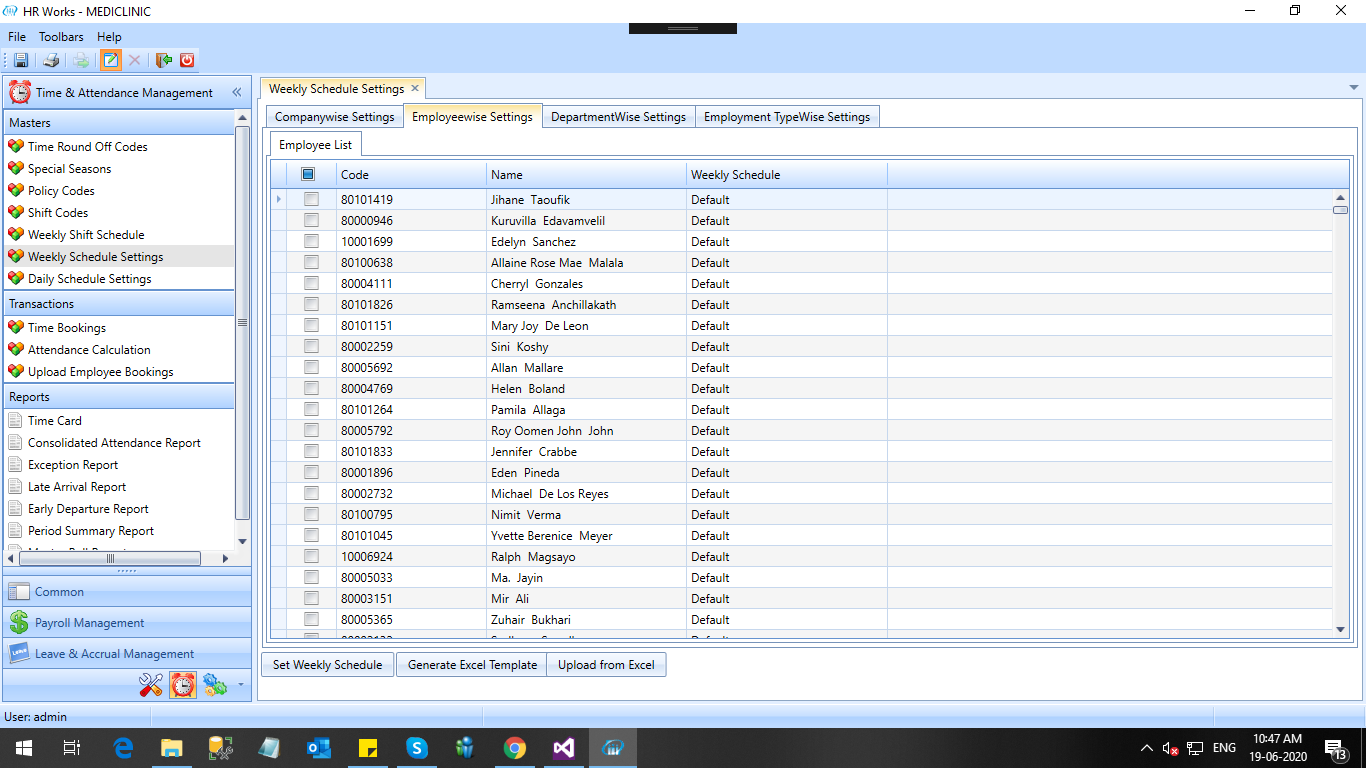 HR Works - MEDICLINIC
File Toolbars Help
Time & Attendance Management
Masters
Time Round Off Codes
Special Seasons
Policy Codes
Shift Codes
Weekly Shift Schedule
Weekly Schedule Settings
Daily Schedule Settings
Transactions
Time Bookings
Attendance Calculation
Upload Employee Bookings
Reports
Time Card
Consolidated Attendance Report
Exception Report
Late Arrival Report
Early Departure Report
Period Summary Report
Common
Payroll Management
Leave & Accrual Management
Weekly Schedule Settings
Companywise Settings Employeewise Settings DepartmentWise Settings Employment TypeWise Settings
Employee List
Code Name Weekly Schedule
80101419 Jihane Taoufik Default
80000946 Kuruvilla Edavamvelil Default
10001699 Edelyn Sanchez Default
80100638 Allaine Rose Mae Malala Default
80004111 Cherryl Gonzales Default
80101826 Ramseena Anchillakath Default
80101151 Mary Joy De Leon Default
80002259 Sini Koshy Default
80005692 Allan Mallare Default
80004769 Helen Boland Default
80101264 Pamila Allaga Default
80005792 Roy Oomen John John Default
80101833 Jennifer Crabbe Default
80001896 Eden Pineda Default
80002732 Michael De Los Reyes Default
80100795 Nimit Verma Default
80101045 Yvette Berenice Meyer Default
10006924 Ralph Magsayo Default
80005033 Ma. Jayin Default
80003151 Mir Ali Default
80005365 Zuhair Bukhari Default
Set Weekly Schedule Generate Excel Template Upload from Excel
User: admin
ENG
10:47 AM
19-06-2020
13